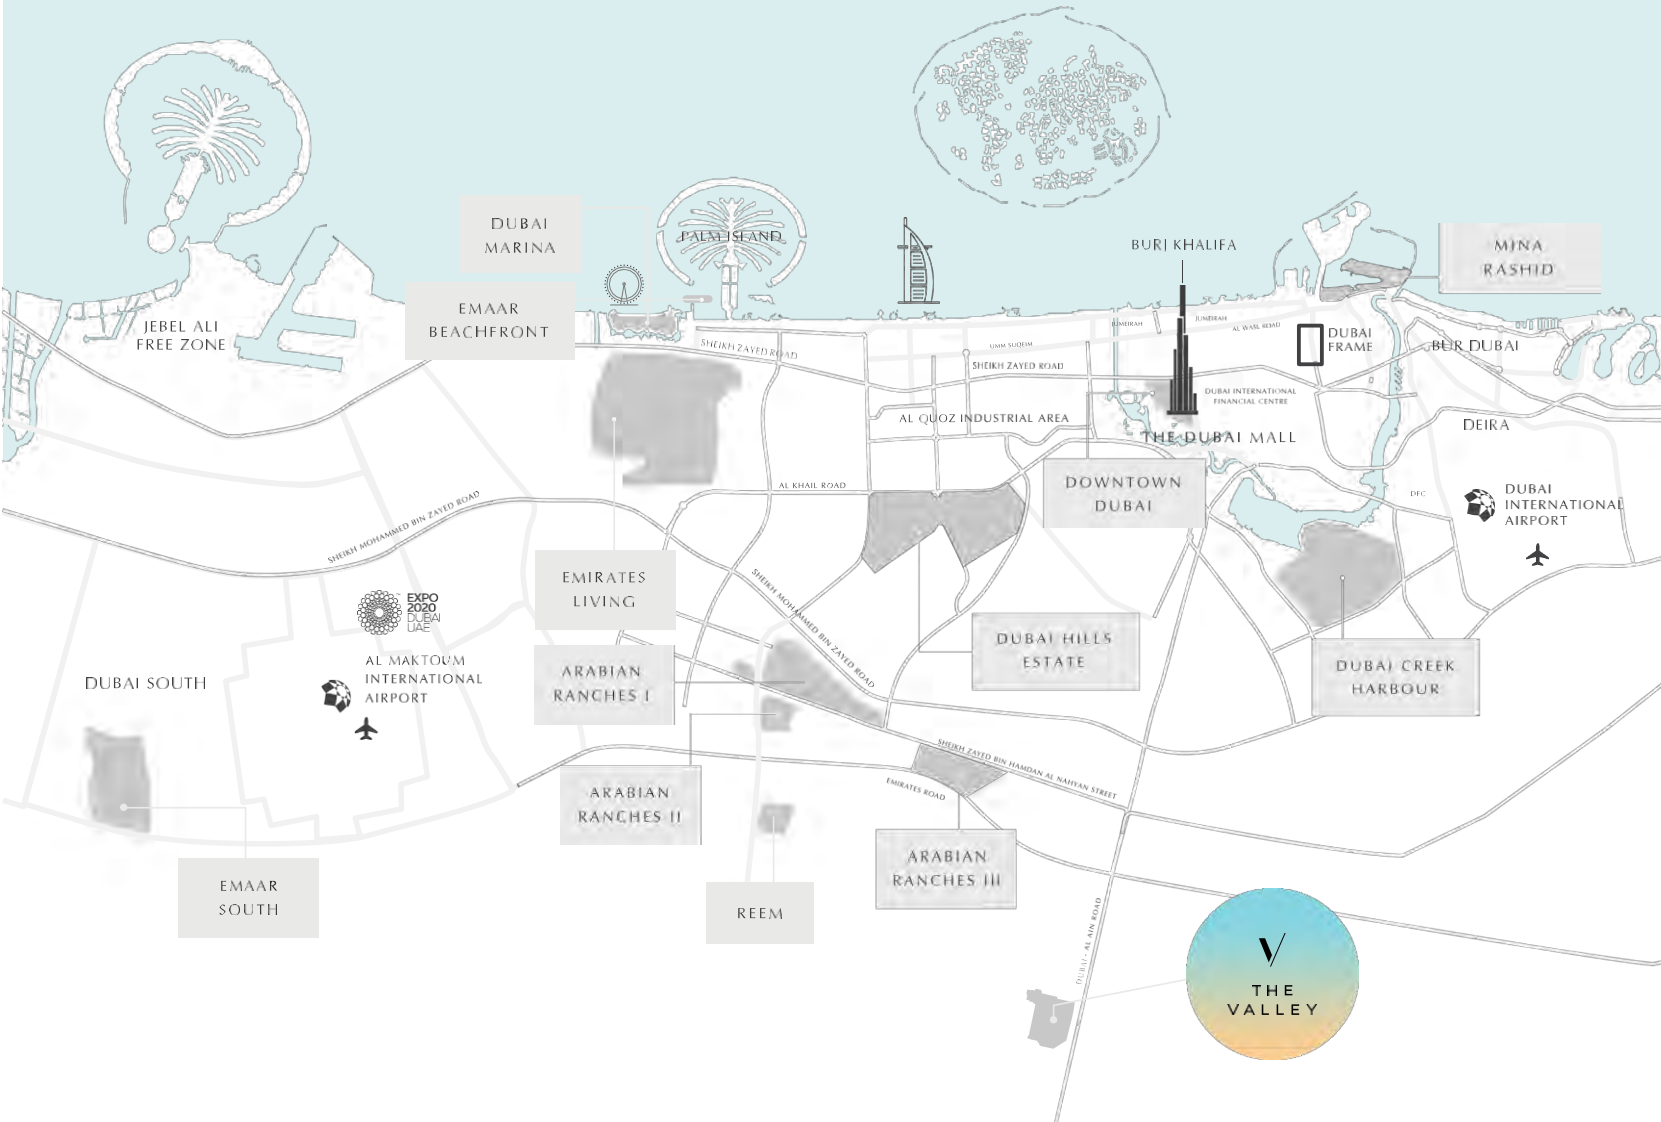 DUBAI
MARINA
PALM ISLAND
BURJ KHALIFA
MINA
RASHID
EMAAR
BEACHFRONT
JEBEL ALI
FREE ZONE
JUMEIRAH
JUMEIRAH
AL WASL ROAD
DUBAI
FRAME
BUR DUBAI
SHEIKH ZAYED ROAD
UMM SUQEIM
SHEIKH ZAYED ROAD
DUBAI INTERNATIONAL
FINANCIAL CENTRE
AL QUOZ INDUSTRIAL AREA
THE DUBAI MALL
DEIRA
DOWNTOWN
DUBAI
AL KHAIL ROAD
DFC
DUBAI
INTERNATIONAL
AIRPORT
SHEIKH MOHAMMED BIN ZAYED ROAD
EMIRATES
LIVING
SHEIKH MOHAMMED BIN ZAYED ROAD
EXPO
2020
DUBAI
UAE
DUBAI HILLS
ESTATE
DUBAI CREEK
HARBOUR
DUBAI SOUTH
AL MAKTOUM
INTERNATIONAL
AIRPORT
ARABIAN
RANCHES I
SHEIKH ZAYED BIN HAMDAN AL NAHYAN STREET
EMIRATES ROAD
ARABIAN
RANCHES II
ARABIAN
RANCHES III
EMAAR
SOUTH
REEM
DUBAI - AL AIN ROAD
V
THE
VALLEY